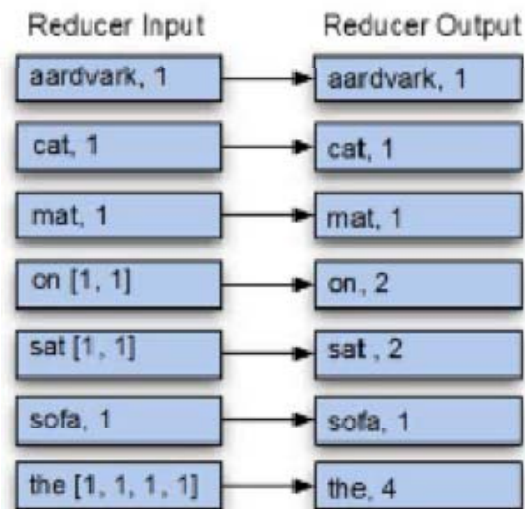 Reducer Input Reducer Output
aardvark, 1 aardvark, 1
cat, 1 cat, 1
mat, 1 mat, 1
on [1, 1] on, 2
sat [1, 1] sat , 2
sofa, 1 sofa, 1
the [1, 1, 1, 1] the, 4